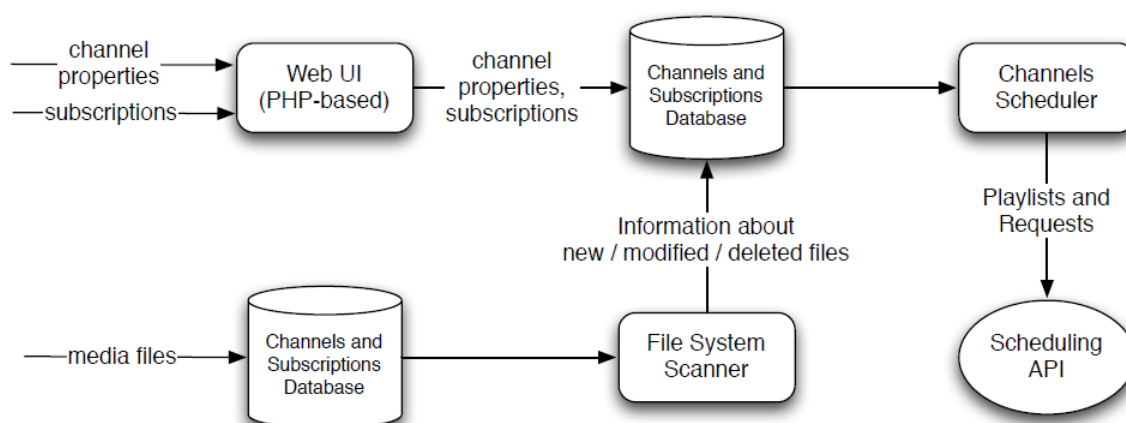 channel
properties
subscriptions
Web UI
(PHP-based)
channel
properties,
subscriptions
Channels and
Subscriptions
Database
Channels
Scheduler
Playlists and
Requests
Information about
new / modified / deleted files
media files
Channels and
Subscriptions
Database
File System
Scanner
Scheduling
API